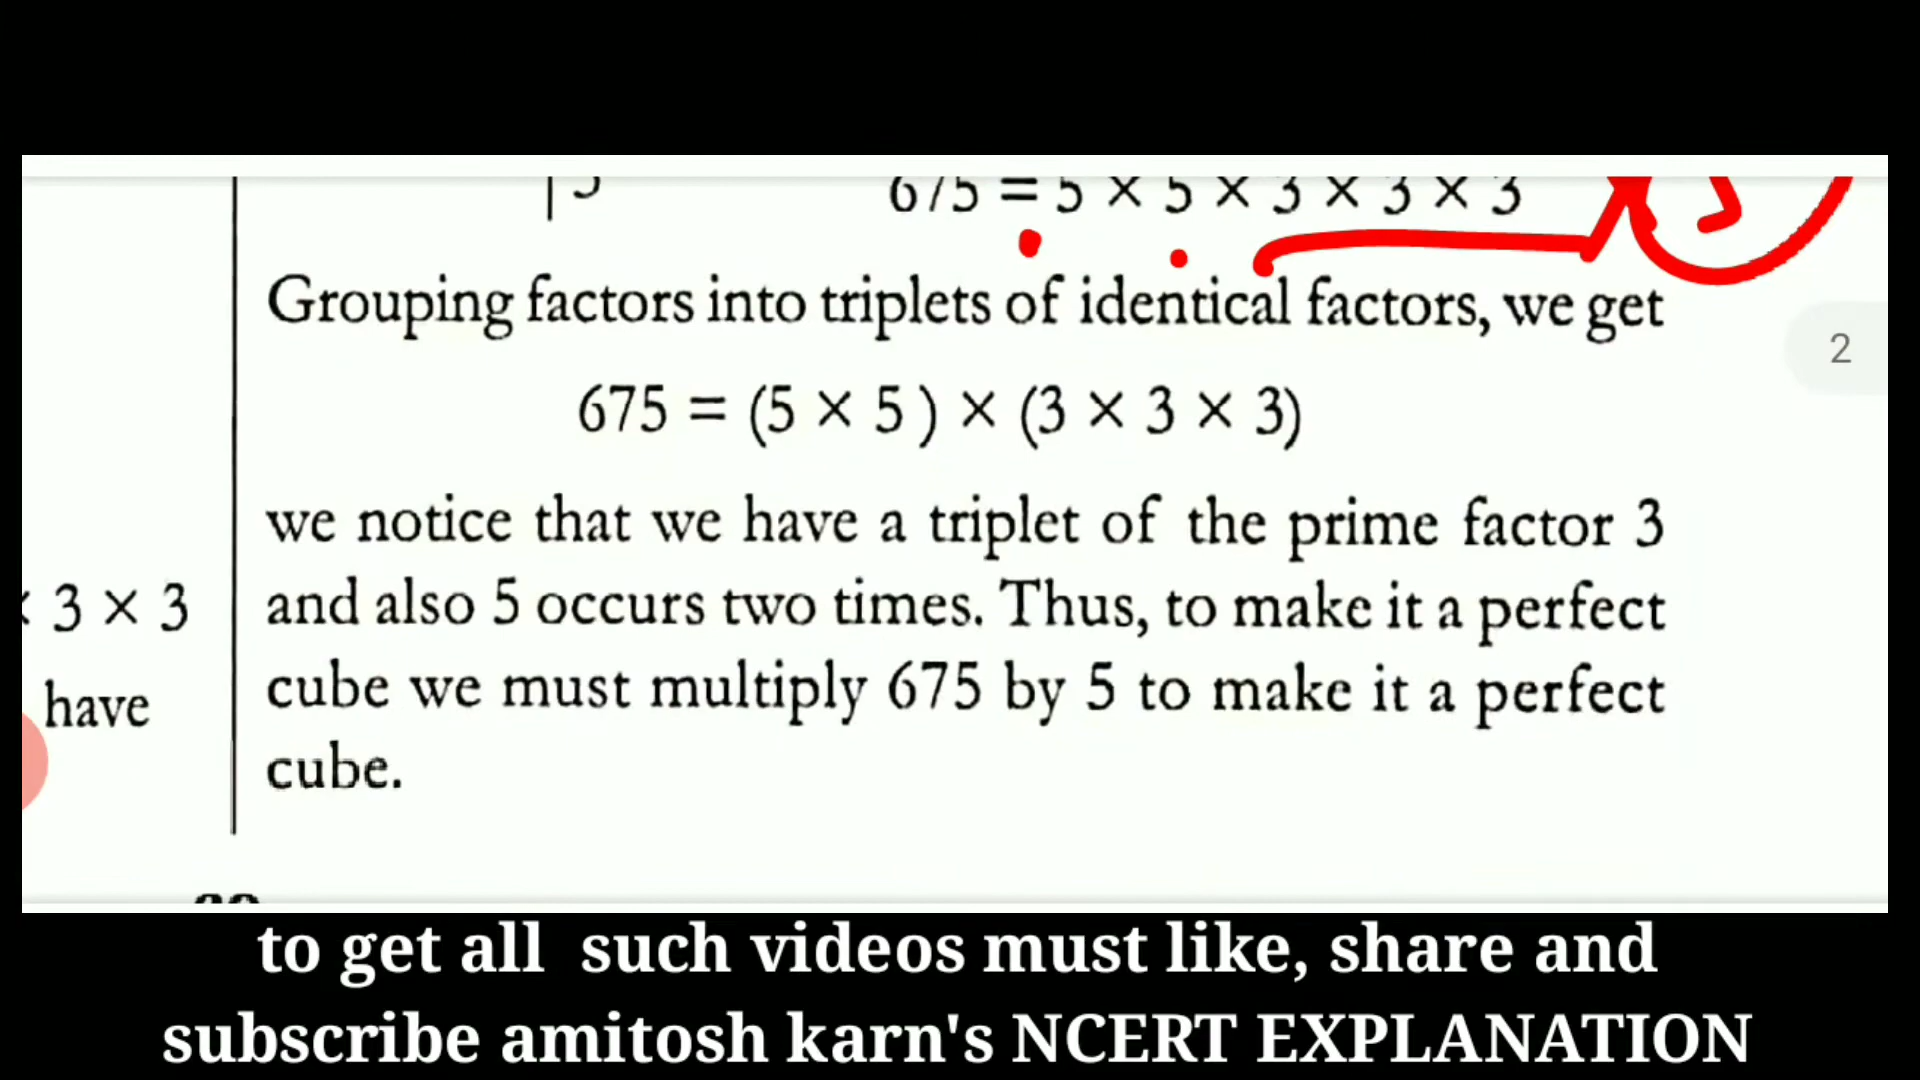 675 = 5 × 5 × 3 × 3 × 3
Grouping factors into triplets of identical factors, we get
2
675 = (5 × 5 ) × (3 × 3 × 3)
we notice that we have a triplet of the prime factor 3
and also 5 occurs two times. Thus, to make it a perfect
× 3 × 3
cube we must multiply 675 by 5 to make it a perfect
have
cube.
to get all such videos must like, share and
subscribe amitosh karn's NCERT EXPLANATION